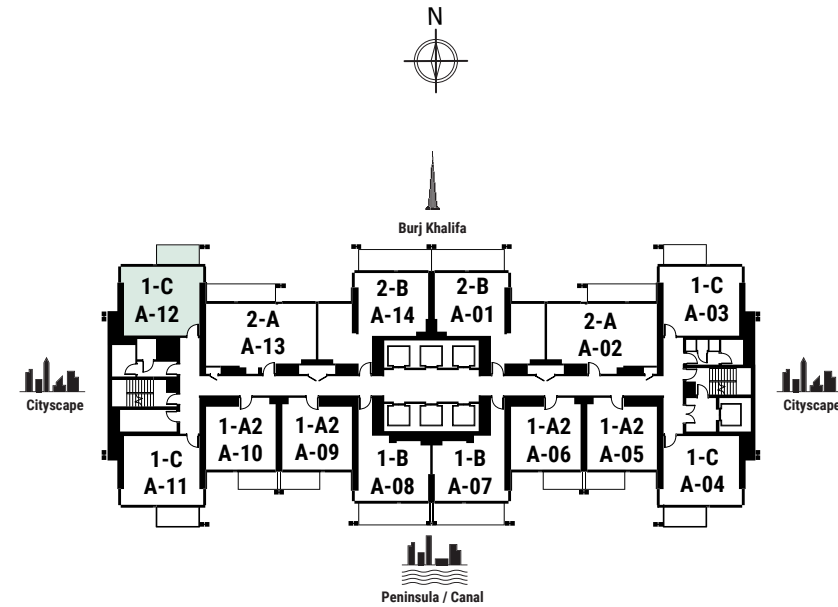 N
Burj Khalifa
1-C
A-12
2-A
A-13
2-B
A-14
2-B
A-01
2-A
A-02
1-C
A-03
Cityscape
Cityscape
1-C
A-11
1-A2
A-10
1-A2
A-09
1-B
A-08
1-B
A-07
1-A2
A-06
1-A2
A-05
1-C
A-04
Peninsula / Canal